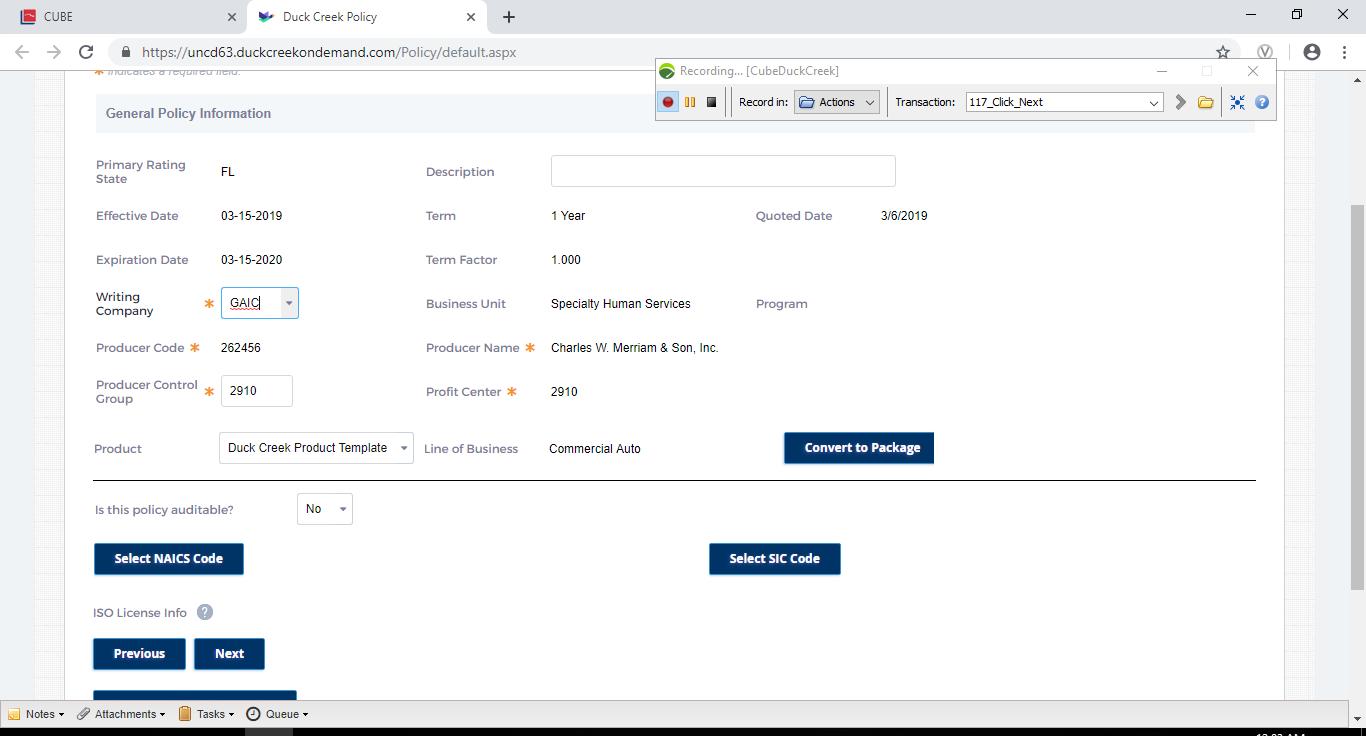 CUBE
Duck Creek Policy
https://uncd63.duckcreekondemand.com/Policy/default.aspx
* Indicates a required field.
Recording... [CubeDuckCreek]
Record in: Actions Transaction: 117_Click_Next
General Policy Information
Primary Rating State FL Description
Effective Date 03-15-2019 Term 1 Year Quoted Date 3/6/2019
Expiration Date 03-15-2020 Term Factor 1.000
Writing Company * GAIC Business Unit Specialty Human Services Program
Producer Code * 262456 Producer Name * Charles W. Merriam & Son, Inc.
Producer Control Group * 2910 Profit Center * 2910
Product Duck Creek Product Template Line of Business Commercial Auto Convert to Package
Is this policy auditable? No
Select NAICS Code Select SIC Code
ISO License Info ?
Previous Next
Notes Attachments Tasks Queue